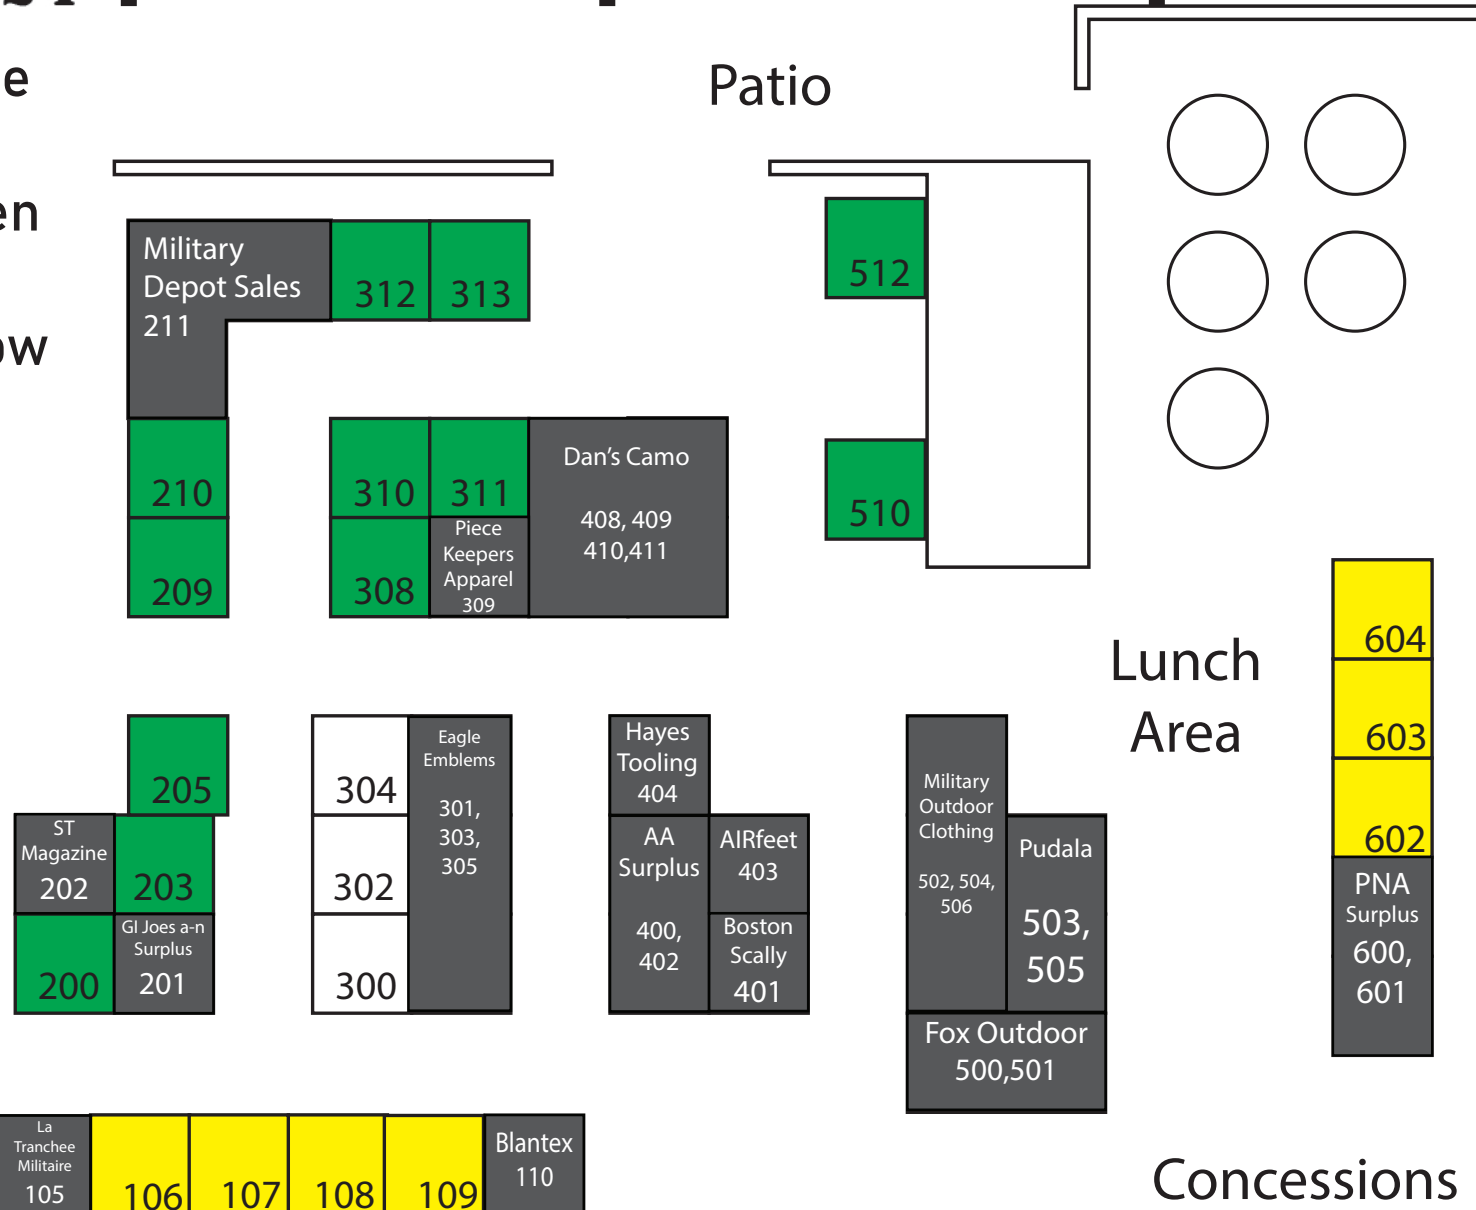 Patio
Military
Depot Sales
211
312
313
512
210
310
311
Dan's Camo
408, 409
410,411
510
209
308
Piece
Keepers
Apparel
309
604
Lunch
Area
603
602
205
304
Eagle
Emblems
301,
303,
305
Hayes
Tooling
404
Military
Outdoor
Clothing
502, 504,
506
Pudala
503,
505
ST
Magazine
202
203
302
AA
Surplus
400,
402
AIRfeet
403
PNA
Surplus
600,
601
200
GI Joes a-n
Surplus
201
300
Boston
Scally
401
Fox Outdoor
500,501
La
Tranchee
Militaire
105
106
107
108
109
Blantex
110
Concessions